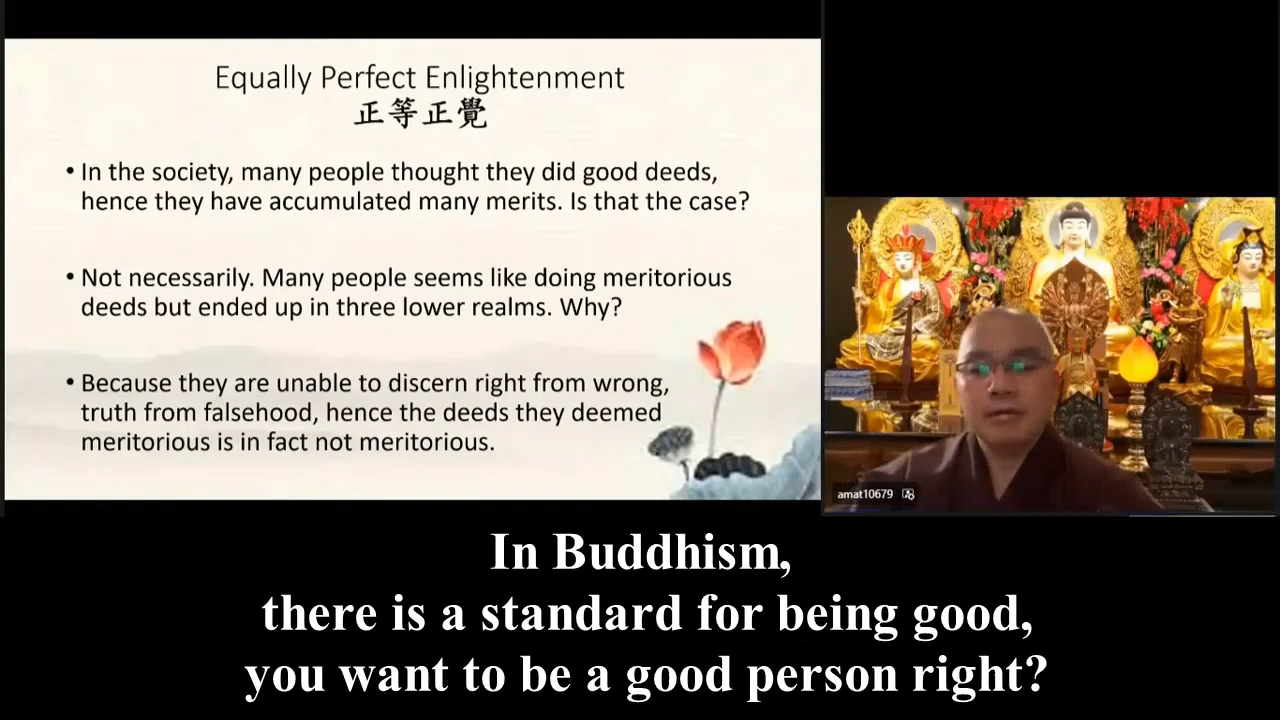 Equally Perfect Enlightenment
正等正覺
• In the society, many people thought they did good deeds,
hence they have accumulated many merits. Is that the case?
• Not necessarily. Many people seems like doing meritorious
deeds but ended up in three lower realms. Why?
• Because they are unable to discern right from wrong,
truth from falsehood, hence the deeds they deemed
meritorious is in fact not meritorious.
amat10679
In Buddhism,
there is a standard for being good,
you want to be a good person right?